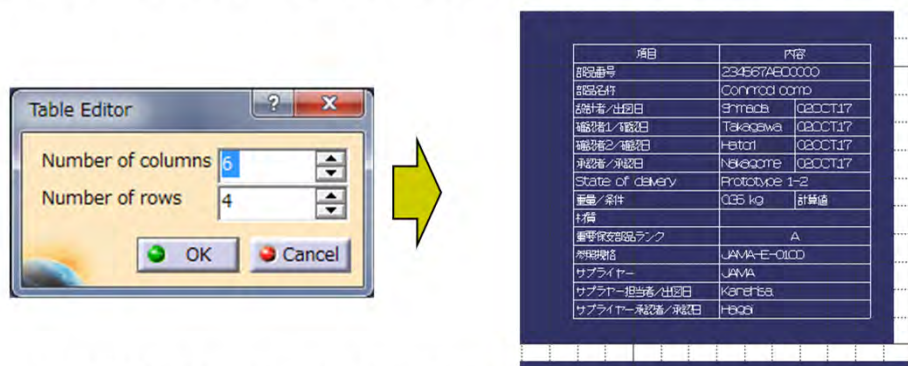 Table Editor
Number of columns 6
Number of rows 4
OK Cancel
項目 内容
部品番号 234567AEC0000
部品名称
設計者/出図日 Shimada 02OCT.17
確認者1/確認日 Takagawa 02OCT.17
確認者2/確認日 Hatori 02OCT.17
承認者/承認日 Nakagome 02OCT.17
State of delivery Prototype 1-2
重量/条件 0.35 kg 計算値
材質
重要保安部品ランク A
参照規格 JAMA-E-0100
サプライヤー JAMA
サプライヤー担当者/出図日 Kanehisa
サプライヤー承認者/承認日 Hagai